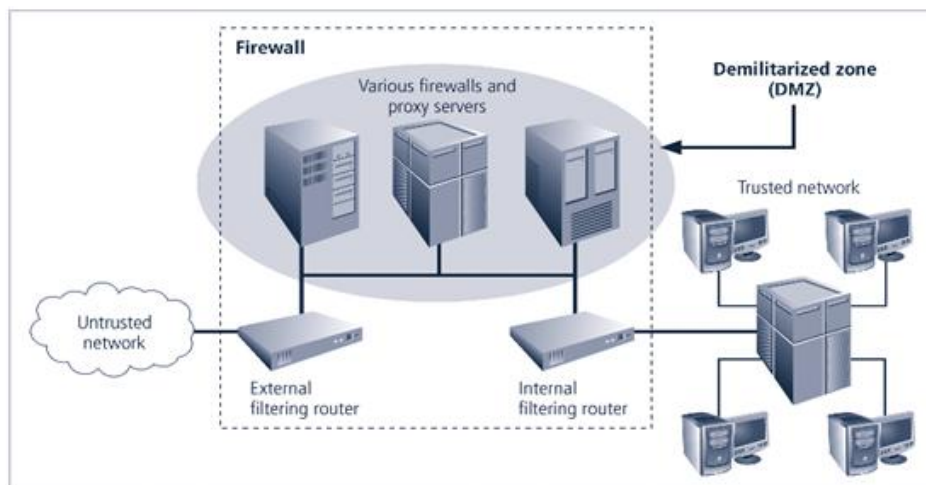 Firewall
Various firewalls and
proxy servers
Demilitarized zone
(DMZ)
Trusted network
Untrusted
network
External
filtering router
Internal
filtering router